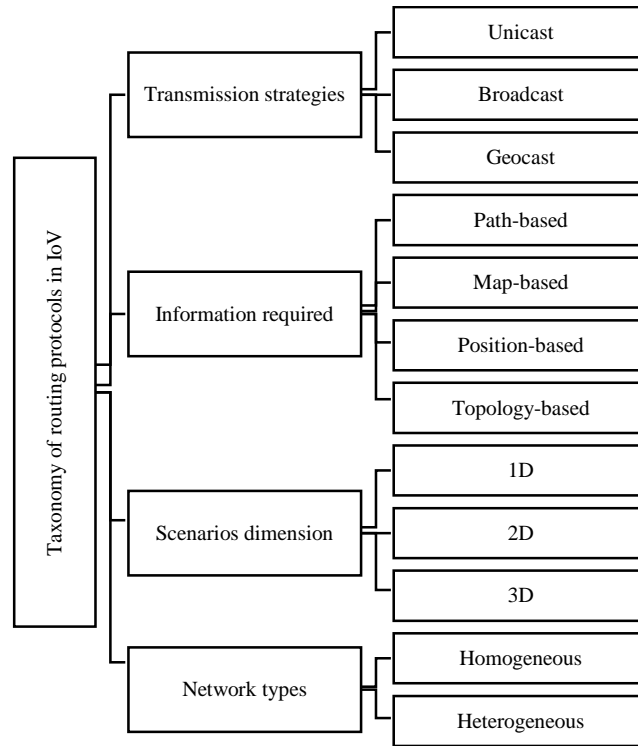 Taxonomy of routing protocols in IoV
Transmission strategies
Unicast
Broadcast
Geocast
Information required
Path-based
Map-based
Position-based
Topology-based
Scenarios dimension
1D
2D
3D
Network types
Homogeneous
Heterogeneous